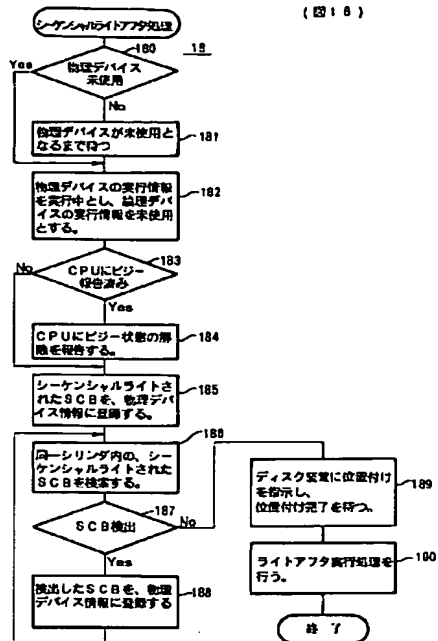 (図18)
シーケンシャルライトアフタ処理
180
18
物理デバイス
未使用
Yes
No
物理デバイスが未使用と
なるまで待つ
181
物理デバイスの実行情報
を実行中とし、論理デバ
イスの実行情報を未使用
とする。
182
183
CPUにビジー
報告済み
No
Yes
CPUにビジー状態の解
除を報告する。
184
シーケンシャルライト
されたSCBを、物理デバ
イス情報に登録する。
185
186
同一シリンダ内の、シー
ケンシャルライトされた
SCBを検索する。
187
SCB検出
No
Yes
検出したSCBを、物理
デバイス情報に登録する
188
ディスク装置に位置付け
を指示し、
位置付け完了を待つ。
189
ライトアフタ実行処理を
行う。
190
終了